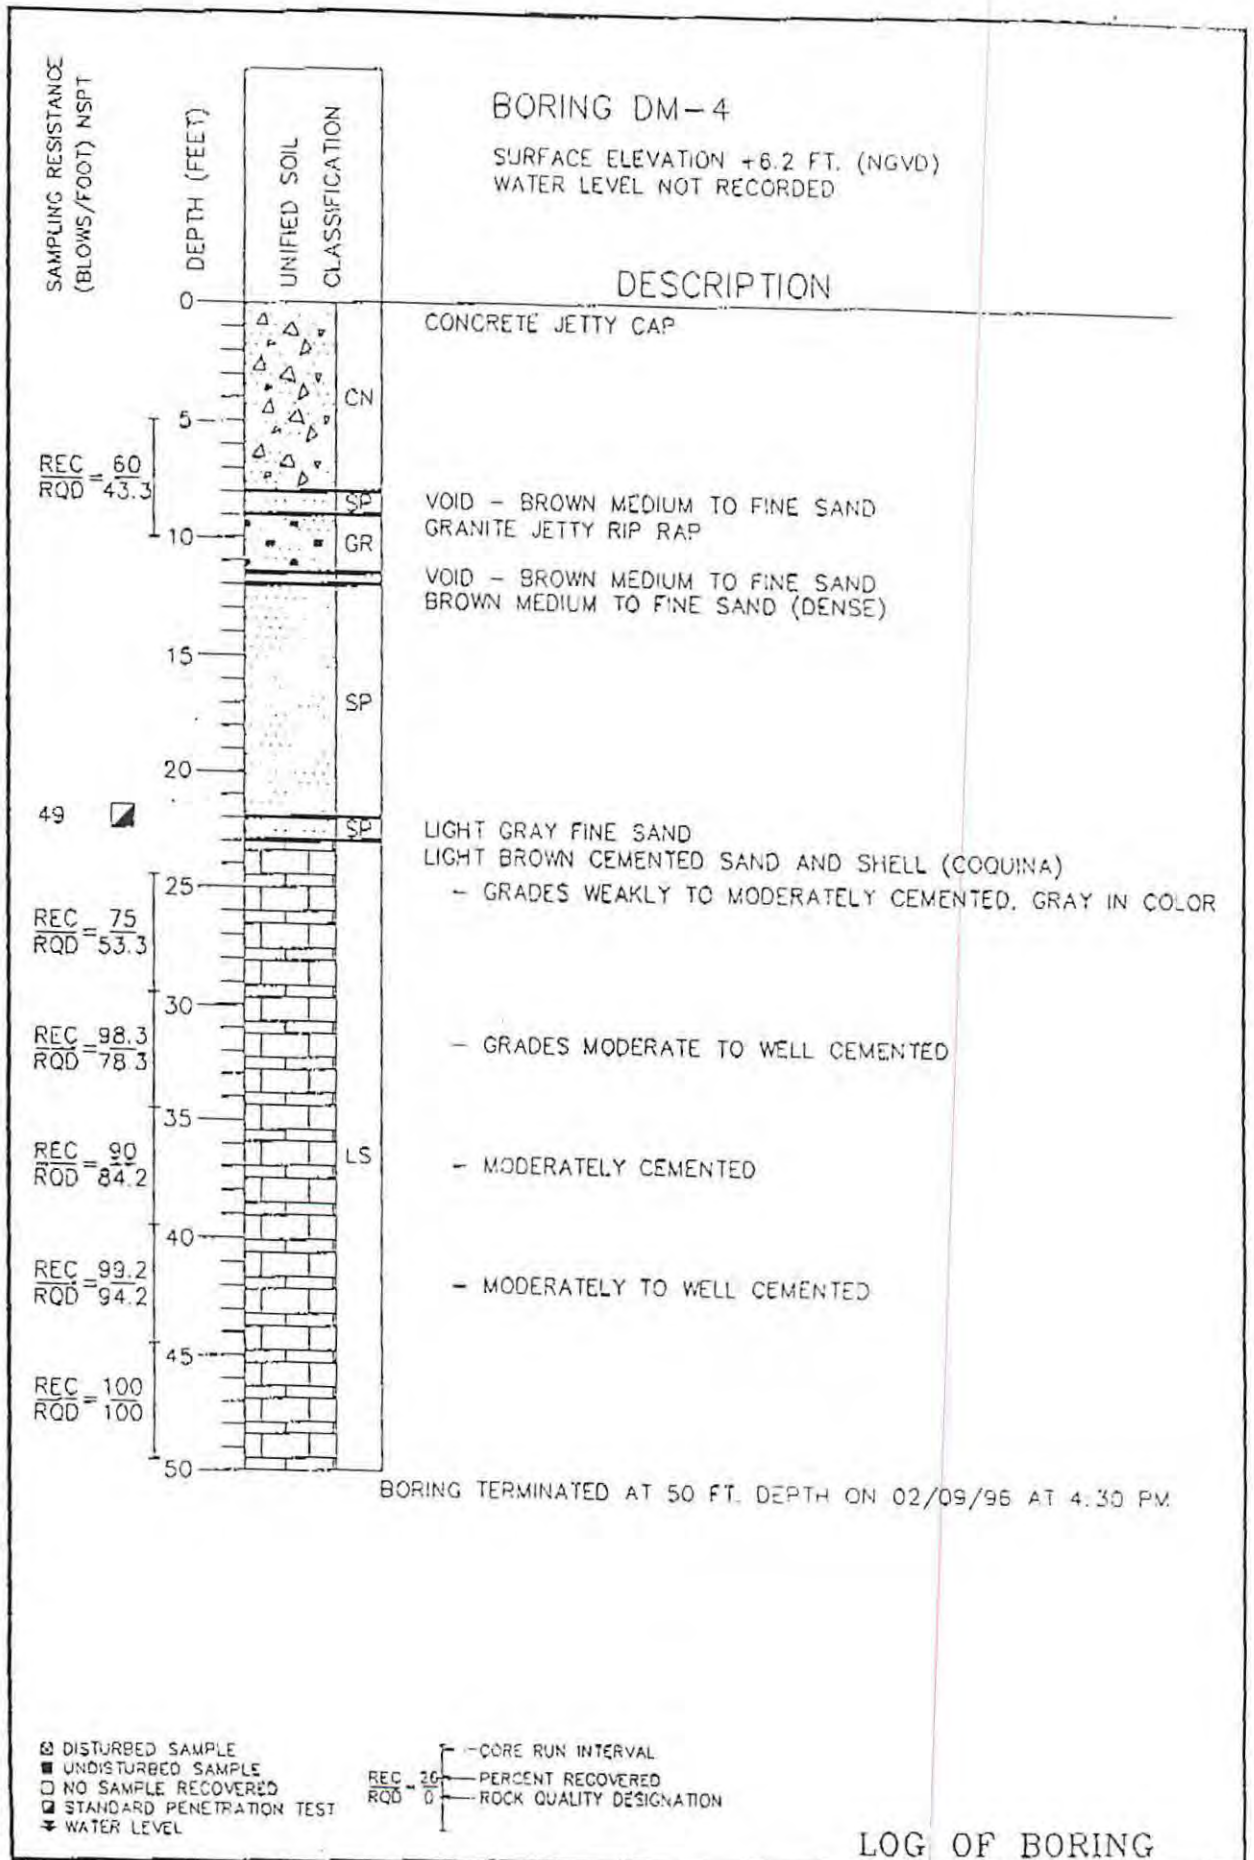 SAMPLING RESISTANCE
(BLOWS/FOOT) NSPT
DEPTH (FEET)
UNIFIED SOIL
CLASSIFICATION
BORING DM-4
SURFACE ELEVATION +6.2 FT. (NGVD)
WATER LEVEL NOT RECORDED
DESCRIPTION
0
CONCRETE JETTY CAP
CN
5
REC = 60
RQD 43.3
SP VOID - BROWN MEDIUM TO FINE SAND
GRANITE JETTY RIP RAP
10 GR
VOID - BROWN MEDIUM TO FINE SAND
BROWN MEDIUM TO FINE SAND (DENSE)
15
SP
20
49
SP LIGHT GRAY FINE SAND
LIGHT BROWN CEMENTED SAND AND SHELL (COQUINA)
25 - GRADES WEAKLY TO MODERATELY CEMENTED, GRAY IN COLOR
REC = 75
RQD 53.3
30
REC = 98.3
RQD 78.3
- GRADES MODERATE TO WELL CEMENTED
35
REC = 90
RQD 84.2
LS
- MODERATELY CEMENTED
40
REC = 99.2
RQD 94.2
- MODERATELY TO WELL CEMENTED
45
REC = 100
RQD 100
50
BORING TERMINATED AT 50 FT. DEPTH ON 02/09/96 AT 4:30 PM
DISTURBED SAMPLE
UNDISTURBED SAMPLE
NO SAMPLE RECOVERED
STANDARD PENETRATION TEST
WATER LEVEL
CORE RUN INTERVAL
REC = 26 PERCENT RECOVERED
RQD 0 ROCK QUALITY DESIGNATION
LOG OF BORING